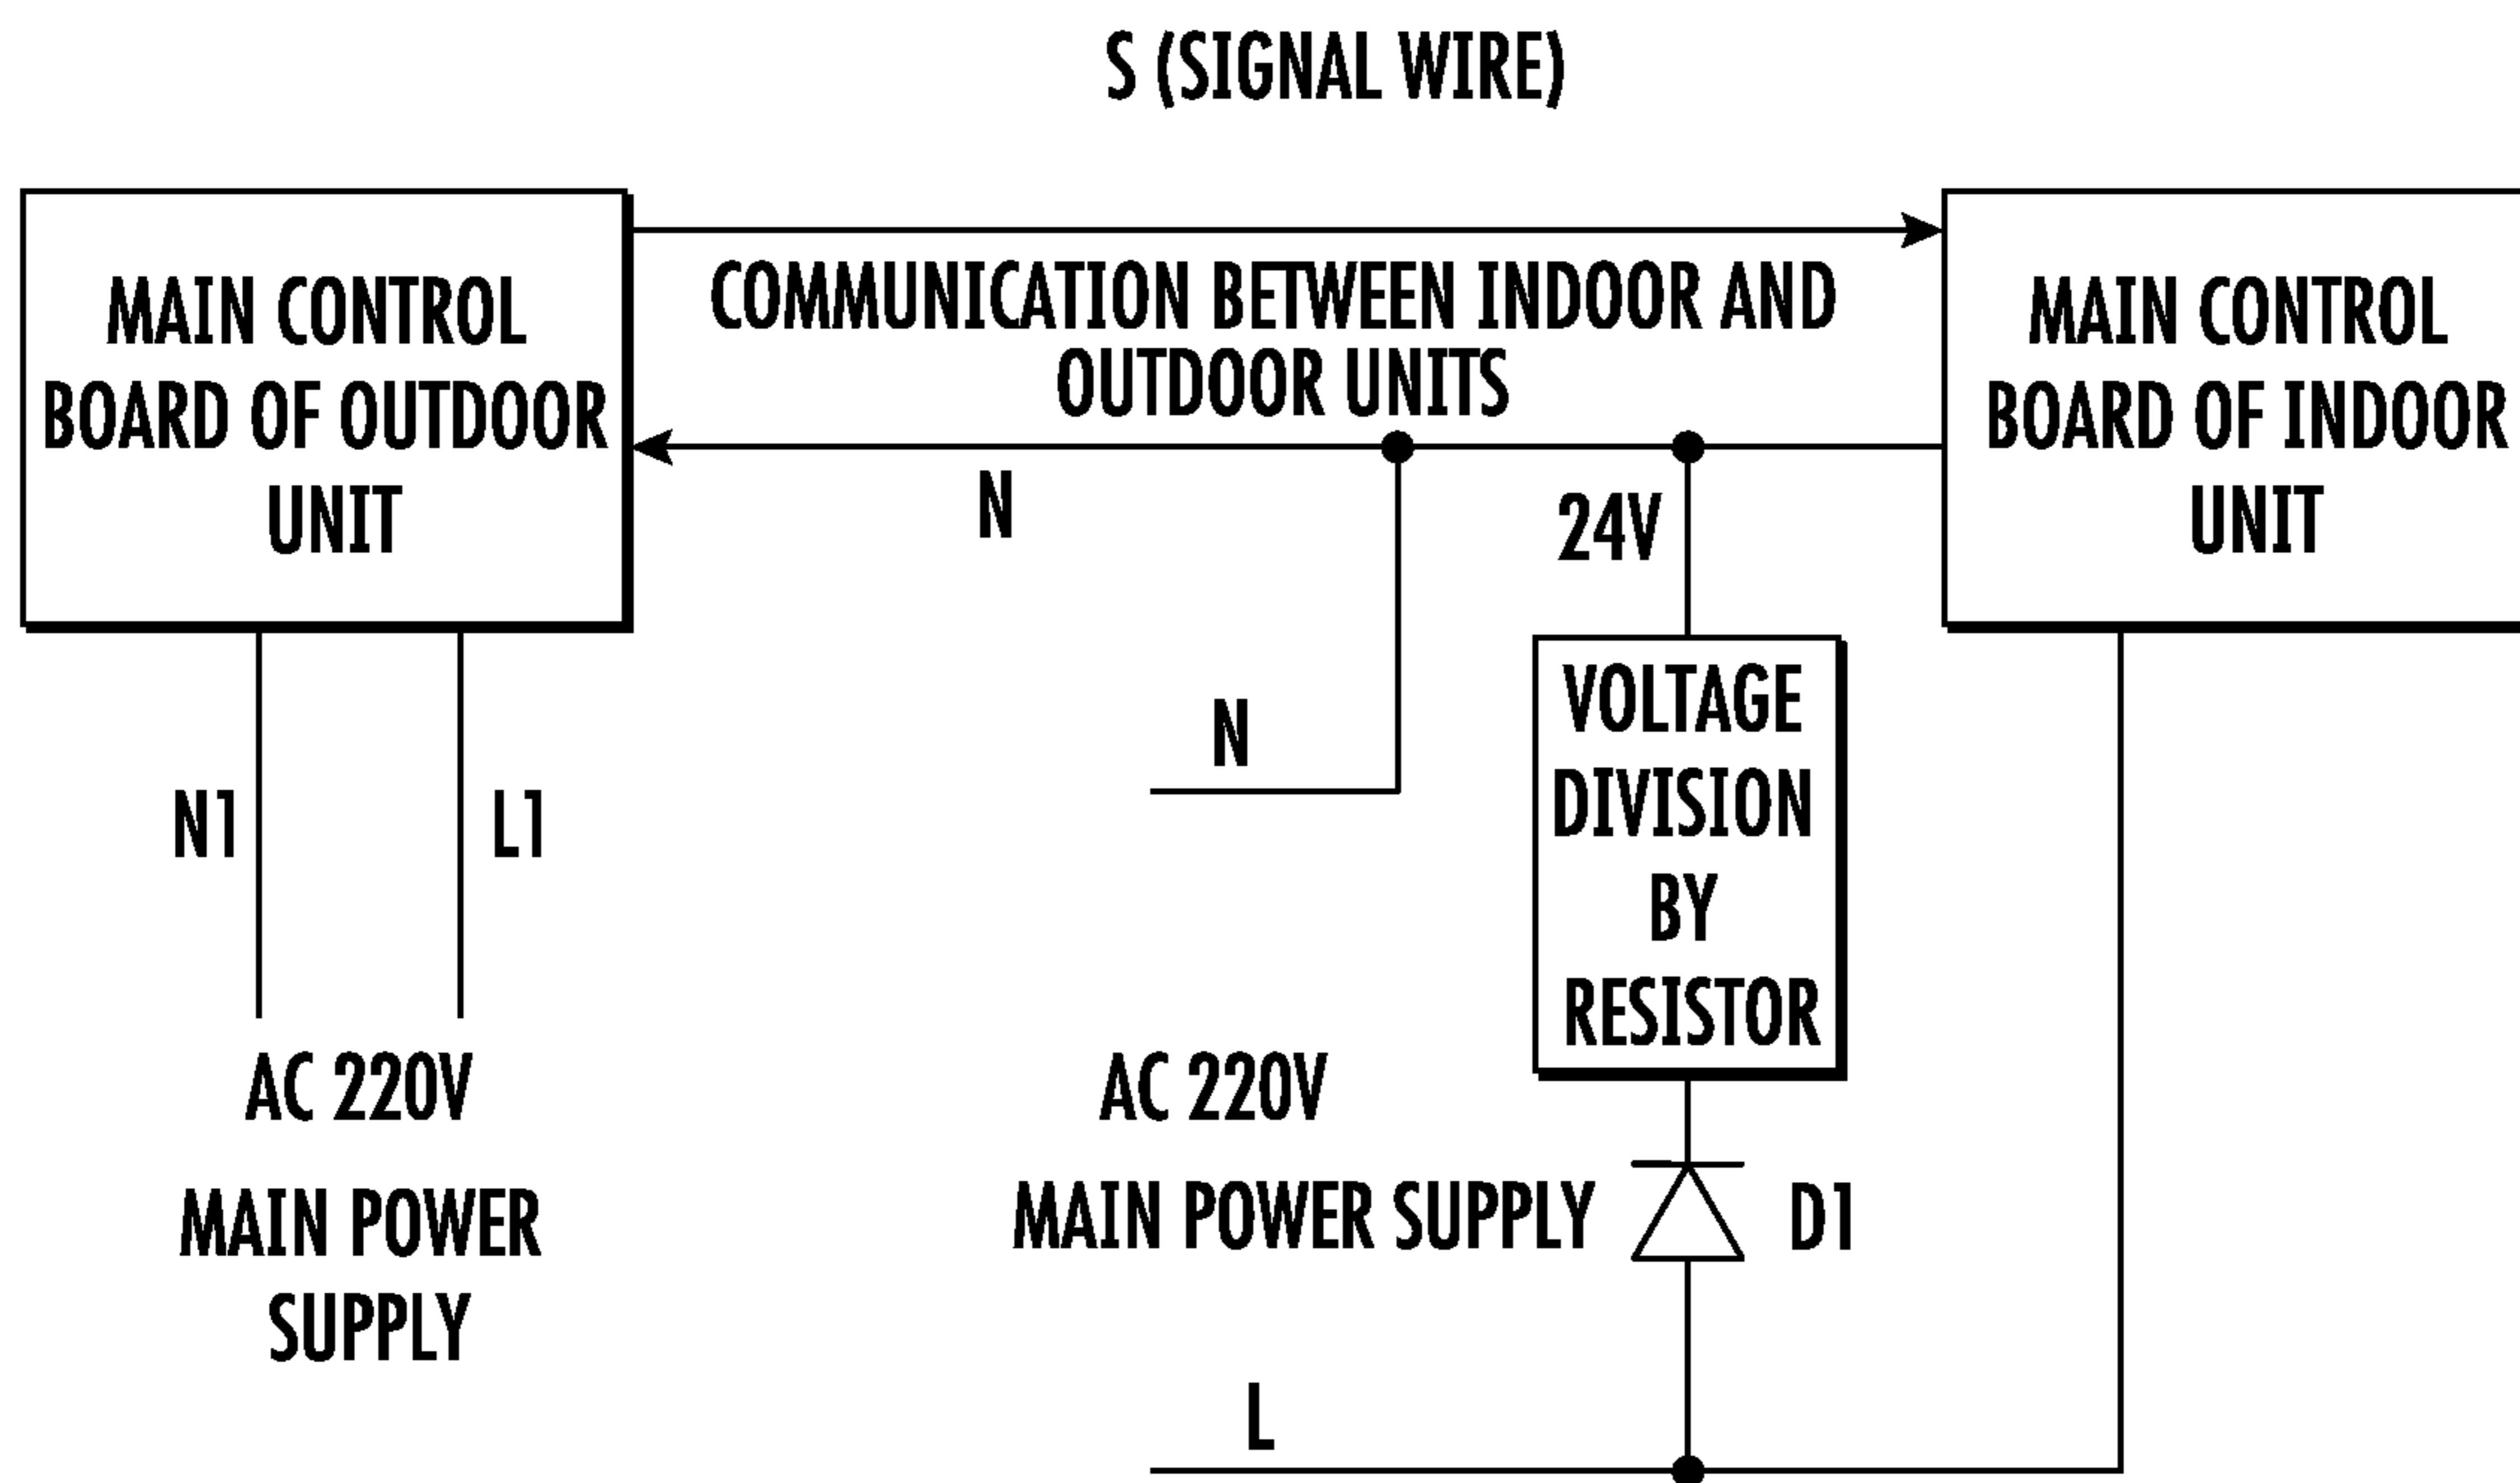 S (SIGNAL WIRE)
MAIN CONTROL
BOARD OF OUTDOOR
UNIT
COMMUNICATION BETWEEN INDOOR AND
OUTDOOR UNITS
MAIN CONTROL
BOARD OF INDOOR
UNIT
N
24V
N
VOLTAGE
DIVISION
BY
RESISTOR
N1
L1
AC 220V
MAIN POWER
SUPPLY
AC 220V
MAIN POWER SUPPLY
D1
L